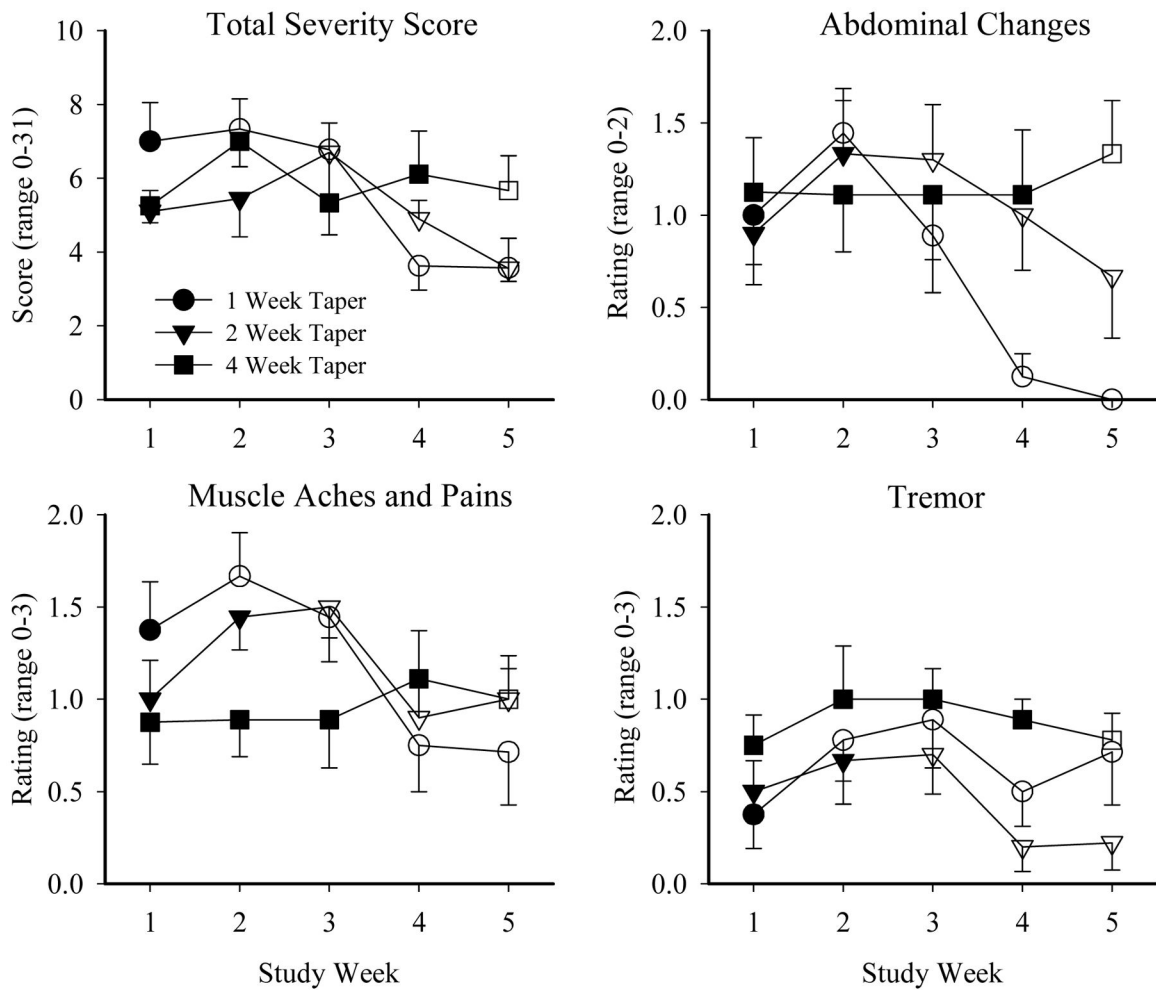 Total Severity Score
Score (range 0-31)
10
8
6
4
2
0
1 Week Taper
2 Week Taper
4 Week Taper
1 2 3 4 5
Abdominal Changes
Rating (range 0-2)
2.0
1.5
1.0
0.5
0.0
1 2 3 4 5
Muscle Aches and Pains
Rating (range 0-3)
2.0
1.5
1.0
0.5
0.0
1 2 3 4 5
Study Week
Tremor
Rating (range 0-3)
2.0
1.5
1.0
0.5
0.0
1 2 3 4 5
Study Week